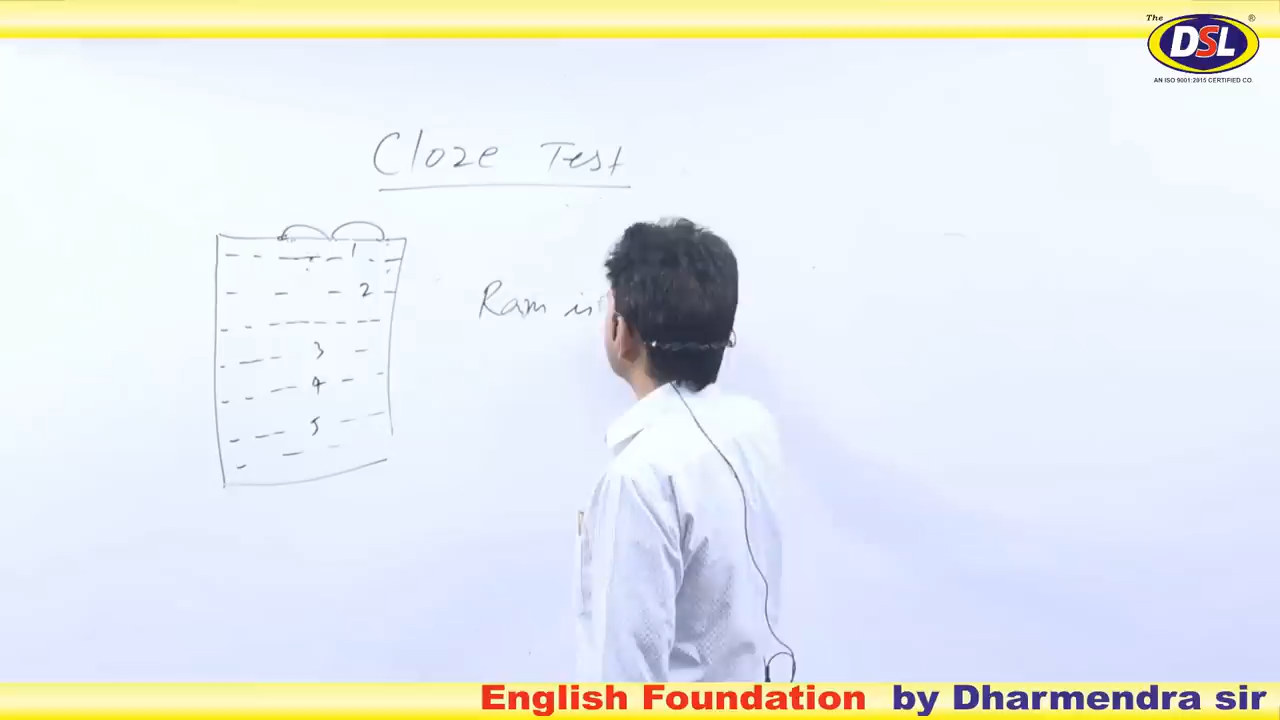 The
®
DSL
AN ISO 9001:2015 CERTIFIED CO.
Cloze Test
1
2
3
4
5
Ram is
English Foundation by Dharmendra sir